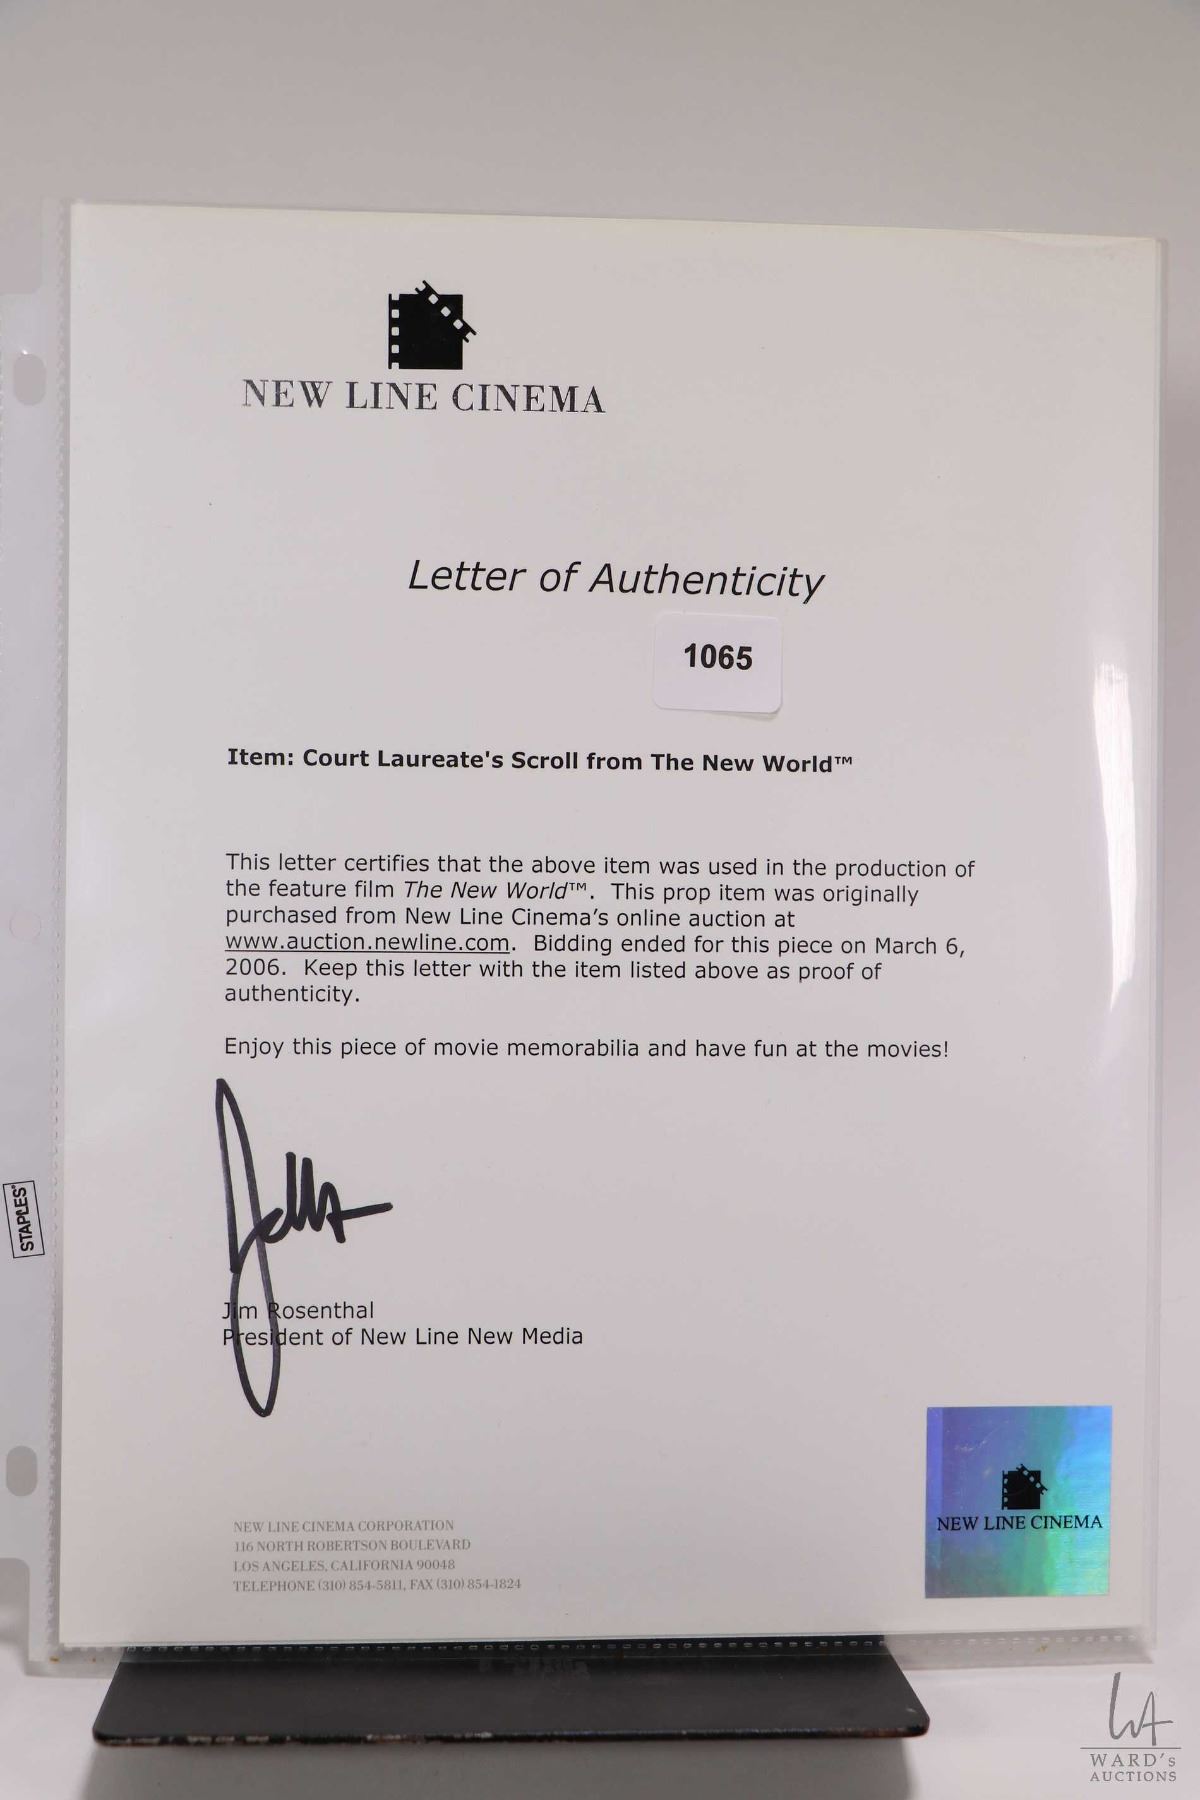 NEW LINE CINEMA
Letter of Authenticity
1065
Item: Court Laureate's Scroll from The New World™
This letter certifies that the above item was used in the production of
the feature film The New World™.  This prop item was originally
purchased from New Line Cinema's online auction at
www.auction.newline.com.  Bidding ended for this piece on March 6,
2006.  Keep this letter with the item listed above as proof of
authenticity.
Enjoy this piece of movie memorabilia and have fun at the movies!
Jim Rosenthal
President of New Line New Media
STAPLES
NEW LINE CINEMA CORPORATION
116 NORTH ROBERTSON BOULEVARD
LOS ANGELES, CALIFORNIA 90048
TELEPHONE (310) 854-5811, FAX (310) 854-1824
NEW LINE CINEMA
WA
WARD's
AUCTIONS